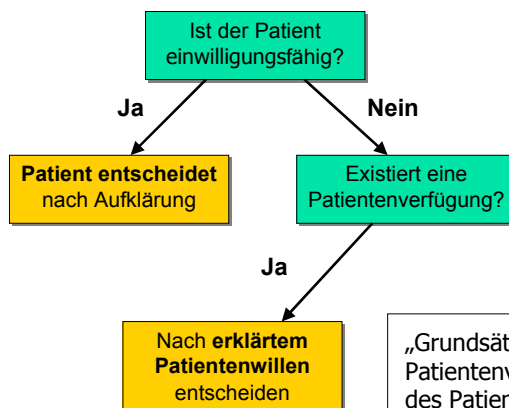 Ist der Patient
einwilligungsfähig?
Ja
Nein
Patient entscheidet
nach Aufklärung
Existiert eine
Patientenverfügung?
Ja
Nach erklärtem
Patientenwillen
entscheiden
„Grundsät
Patientenv
des Patien